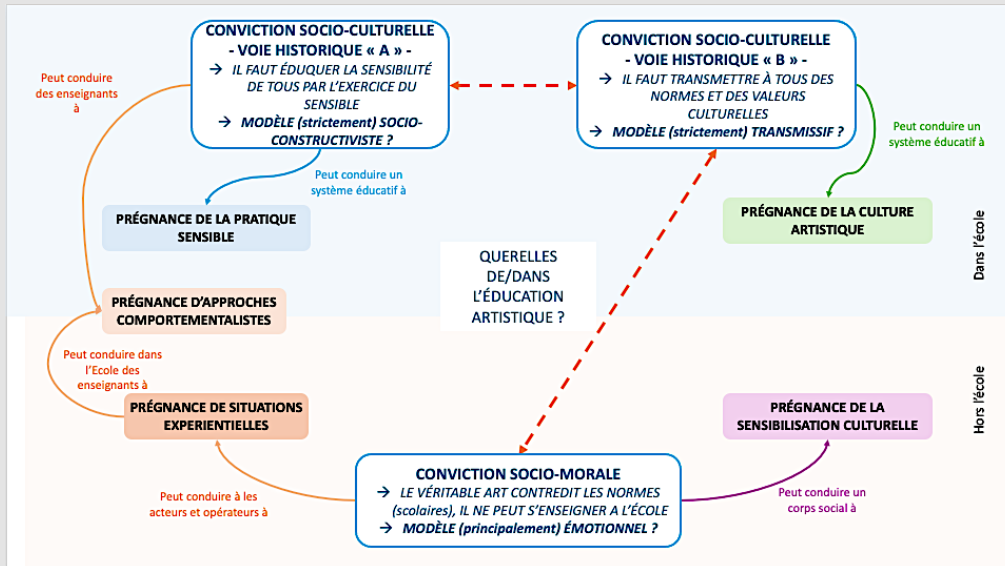 CONVICTION SOCIO-CULTURELLE
- VOIE HISTORIQUE « A » -
→ IL FAUT ÉDUQUER LA SENSIBILITÉ
DE TOUS PAR L'EXERCICE DU
SENSIBLE
→ MODÈLE (strictement) SOCIO-
CONSTRUCTIVISTE ?
CONVICTION SOCIO-CULTURELLE
- VOIE HISTORIQUE « B » -
→ IL FAUT TRANSMETTRE À TOUS DES
NORMES ET DES VALEURS
CULTURELLES
→ MODÈLE (strictement) TRANSMISSIF ?
Peut conduire
des enseignants
à
Peut conduire un
système éducatif à
Peut conduire un
système éducatif à
PRÉGNANCE DE LA PRATIQUE
SENSIBLE
PRÉGNANCE DE LA CULTURE
ARTISTIQUE
Dans l'école
QUERELLES
DE/DANS
L'ÉDUCATION
ARTISTIQUE ?
PRÉGNANCE D'APPROCHES
COMPORTEMENTALISTES
Peut conduire dans
l'Ecole des
enseignants à
PRÉGNANCE DE SITUATIONS
EXPERIENTIELLES
PRÉGNANCE DE LA
SENSIBILISATION CULTURELLE
Hors l'école
CONVICTION SOCIO-MORALE
→ LE VÉRITABLE ART CONTREDIT LES NORMES
(scolaires), IL NE PEUT S'ENSEIGNER A L'ÉCOLE
→ MODÈLE (principalement) ÉMOTIONNEL ?
Peut conduire à les
acteurs et opérateurs à
Peut conduire un
corps social à